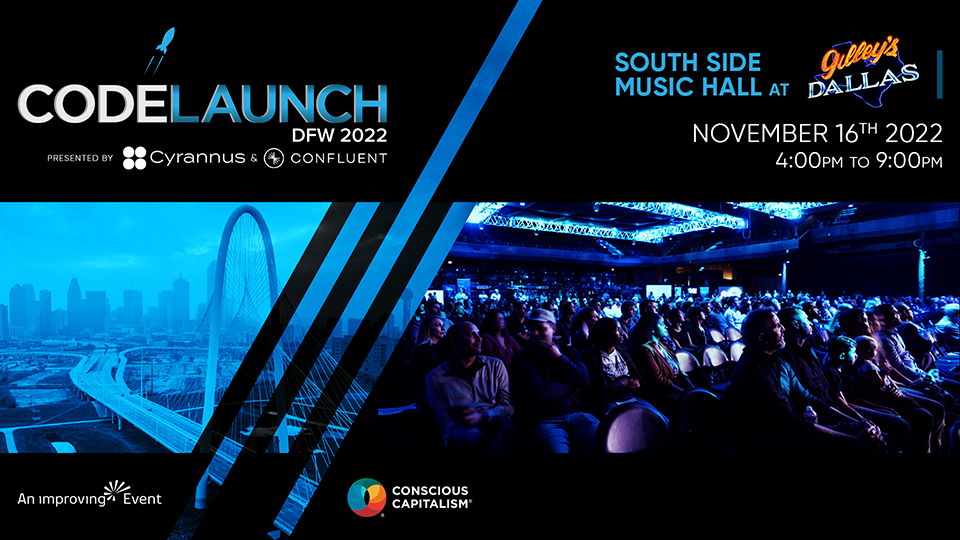 CODELAUNCH
DFW 2022
PRESENTED BY Cyrannus & CONFLUENT
SOUTH SIDE
MUSIC HALL AT
Gilley's
DALLAS
NOVEMBER 16TH 2022
4:00PM TO 9:00PM
An improving Event
CONSCIOUS
CAPITALISM®